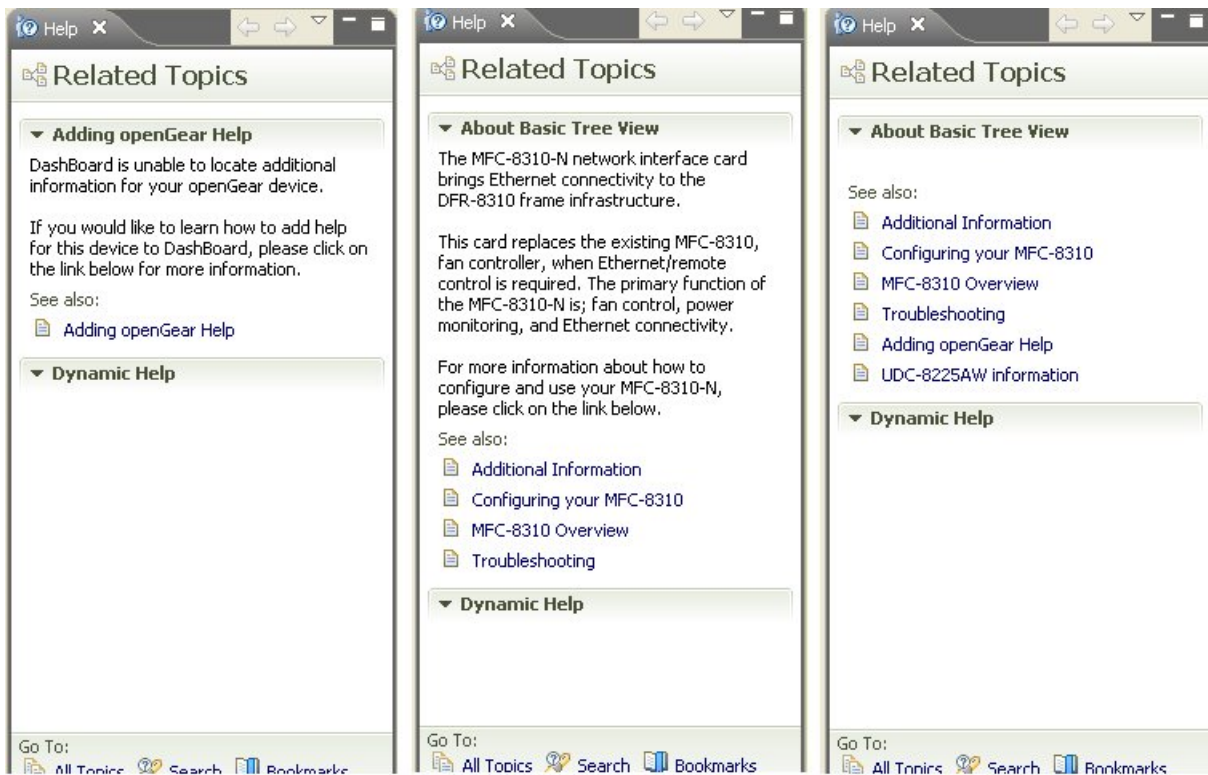 Help
Related Topics
Adding openGear Help
DashBoard is unable to locate additional
information for your openGear device.
If you would like to learn how to add help
for this device to DashBoard, please click on
the link below for more information.
See also:
Adding openGear Help
Dynamic Help
Go To:
All Topics Search Bookmarks
Help
Related Topics
About Basic Tree View
The MFC-8310-N network interface card
brings Ethernet connectivity to the
DFR-8310 frame infrastructure.
This card replaces the existing MFC-8310,
fan controller, when Ethernet/remote
control is required. The primary function of
the MFC-8310-N is; fan control, power
monitoring, and Ethernet connectivity.
For more information about how to
configure and use your MFC-8310-N,
please click on the link below.
See also:
Additional Information
Configuring your MFC-8310
MFC-8310 Overview
Troubleshooting
Dynamic Help
Go To:
All Topics Search Bookmarks
Help
Related Topics
About Basic Tree View
See also:
Additional Information
Configuring your MFC-8310
MFC-8310 Overview
Troubleshooting
Adding openGear Help
UDC-8225AW information
Dynamic Help
Go To:
All Topics Search Bookmarks